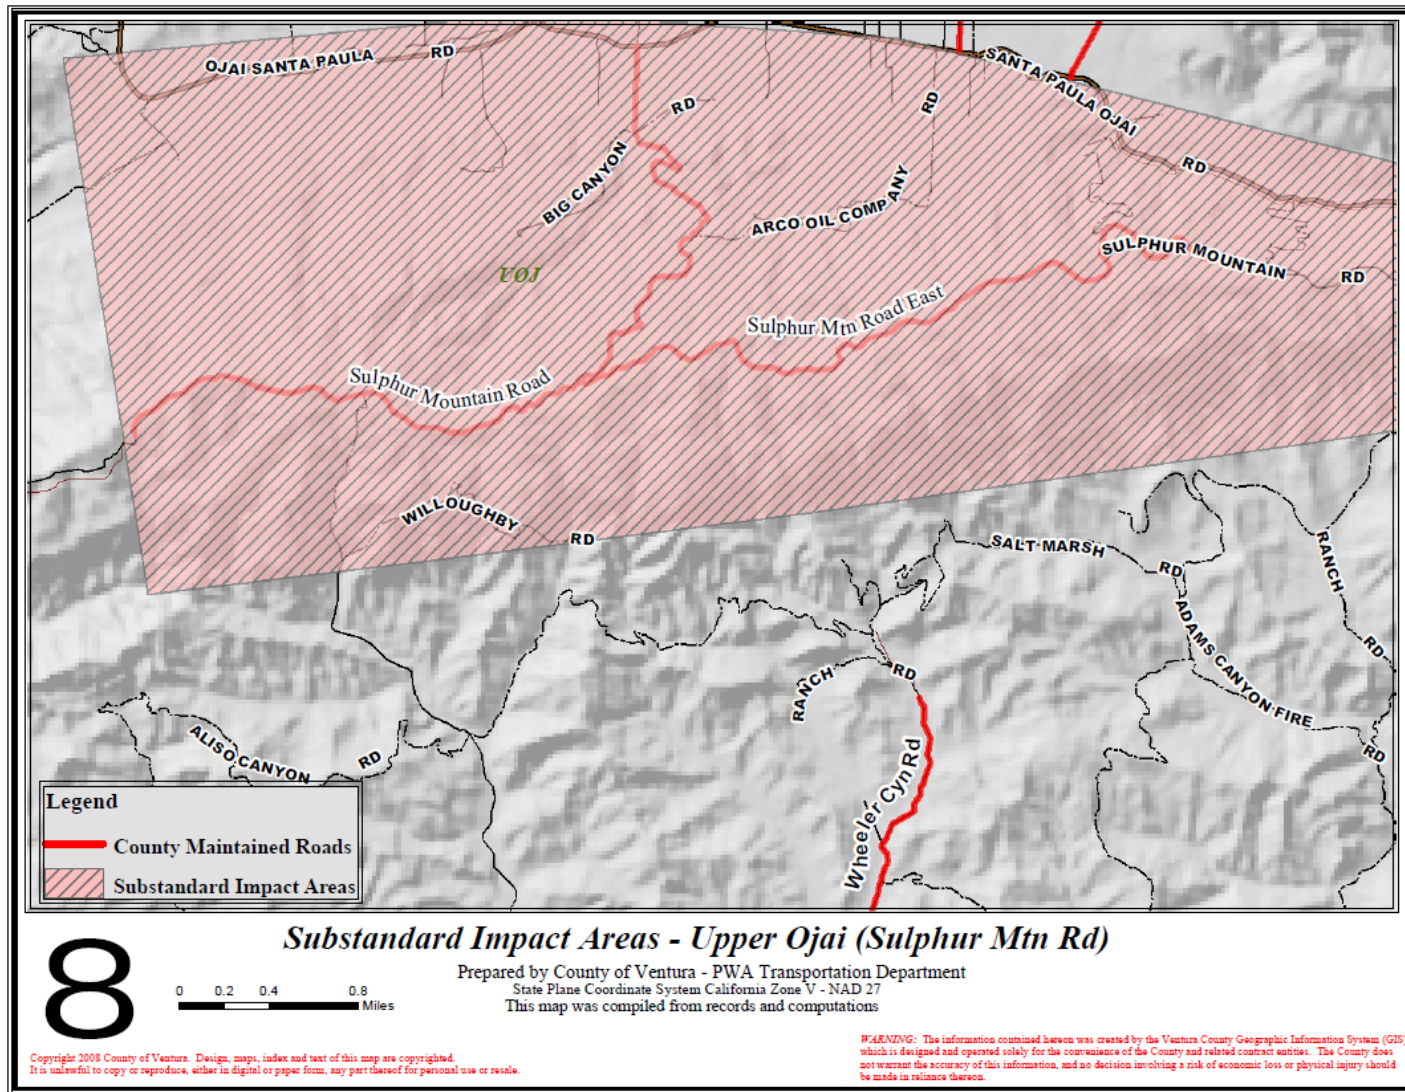 OJAI SANTA PAULA RD
SANTA PAULA OJAI
RD
RD
RD
BIG CANYON
ARCO OIL COMPANY
SULPHUR MOUNTAIN
RD
UOJ
Sulphur Mtn Road East
Sulphur Mountain Road
WILLOUGHBY
RD
SALT MARSH
RD
RANCH
RD
ADAMS CANYON FIRE
RD
RANCH
RD
ALISO CANYON
RD
Wheeler Cyn Rd
Legend
County Maintained Roads
Substandard Impact Areas
8
Substandard Impact Areas - Upper Ojai (Sulphur Mtn Rd)
Prepared by County of Ventura - PWA Transportation Department
State Plane Coordinate System California Zone V - NAD 27
This map was compiled from records and computations
0 0.2 0.4 0.8
Miles
Copyright 2008 County of Ventura. Design, maps, index and text of this map are copyrighted.
It is unlawful to copy or reproduce, either in digital or paper form, any part thereof for personal use or resale.
WARNING: The information contained hereon was created by the Ventura County Geographic Information System (GIS)
which is designed and operated solely for the convenience of the County and related contract entities. The County does
not warrant the accuracy of this information, and no decision involving a risk of economic loss or physical injury should
be made in reliance thereon.